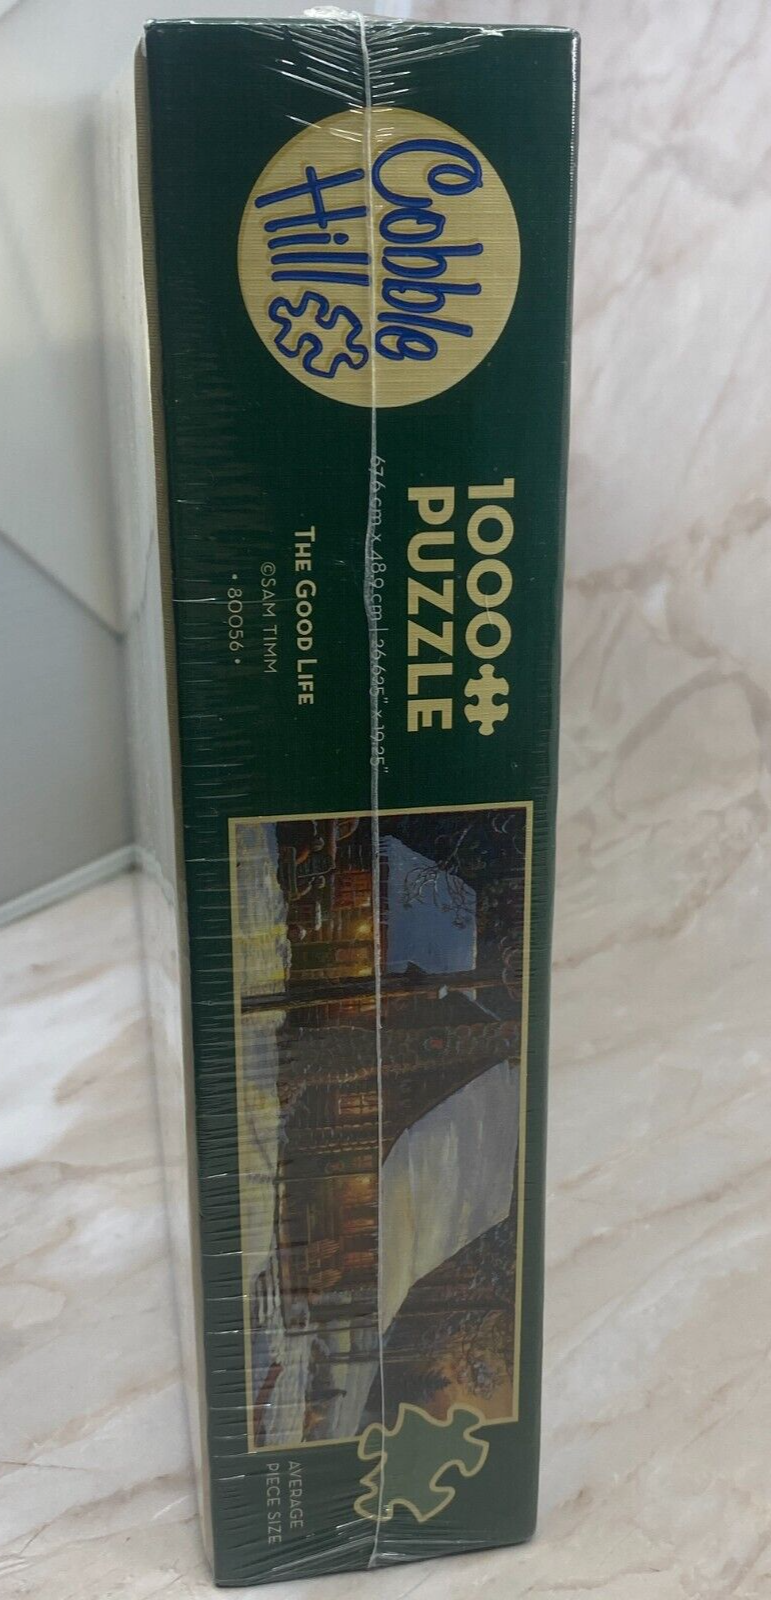 Cobble
Hill
1000
PUZZLE
67.6 cm x 48.9 cm | 26.625" x 19.25"
THE GOOD LIFE
©SAM TIMM
• 80056 •
AVERAGE
PIECE SIZE